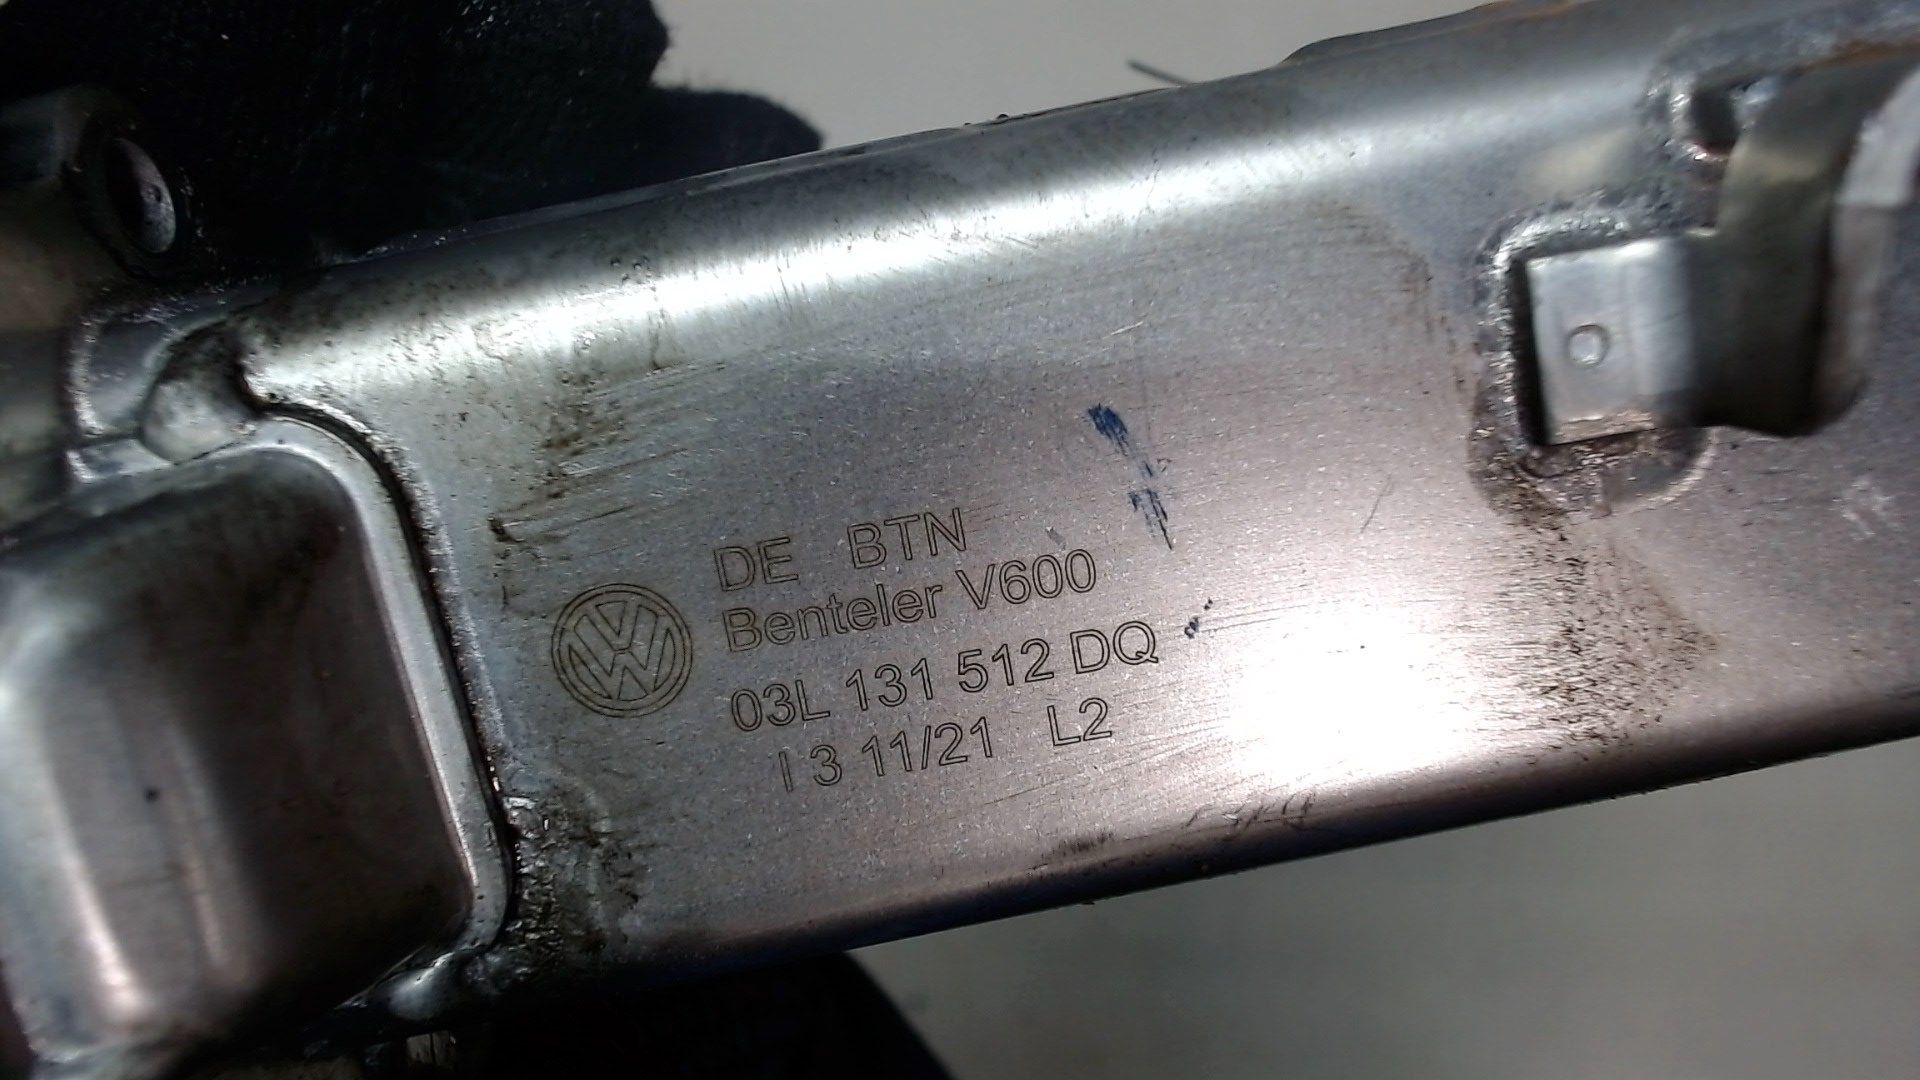 DE BTN
Benteler V600
03L 131 512 DQ
I 3 11/21 L2